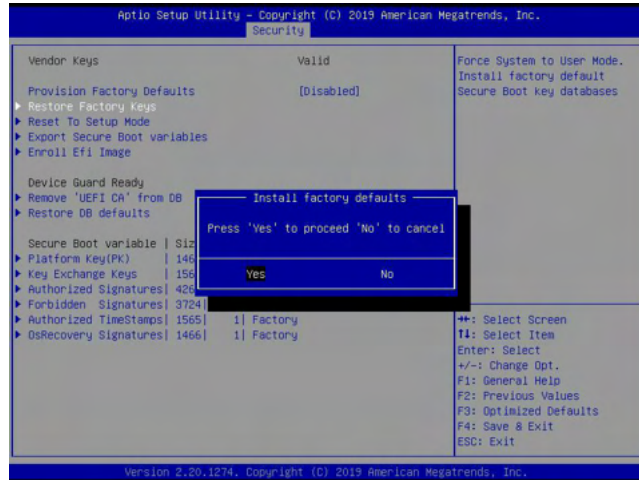 Aptio Setup Utility – Copyright (C) 2019 American Megatrends, Inc.
Security
Vendor Keys Valid
Provision Factory Defaults [Disabled]
Restore Factory Keys
Reset To Setup Mode
Export Secure Boot variables
Enroll Efi Image
Device Guard Ready
Remove 'UEFI CA' from DB
Restore DB defaults
Secure Boot variable | Siz
Platform Key(PK) | 146
Key Exchange Keys | 156
Authorized Signatures| 426
Forbidden Signatures| 3724|
Authorized TimeStamps| 1565| 1| Factory
OsRecovery Signatures| 1466| 1| Factory
Install factory defaults
Press 'Yes' to proceed 'No' to cancel
Yes No
Force System to User Mode.
Install factory default
Secure Boot key databases
→←: Select Screen
↑↓: Select Item
Enter: Select
+/-: Change Opt.
F1: General Help
F2: Previous Values
F3: Optimized Defaults
F4: Save & Exit
ESC: Exit
Version 2.20.1274. Copyright (C) 2019 American Megatrends, Inc.